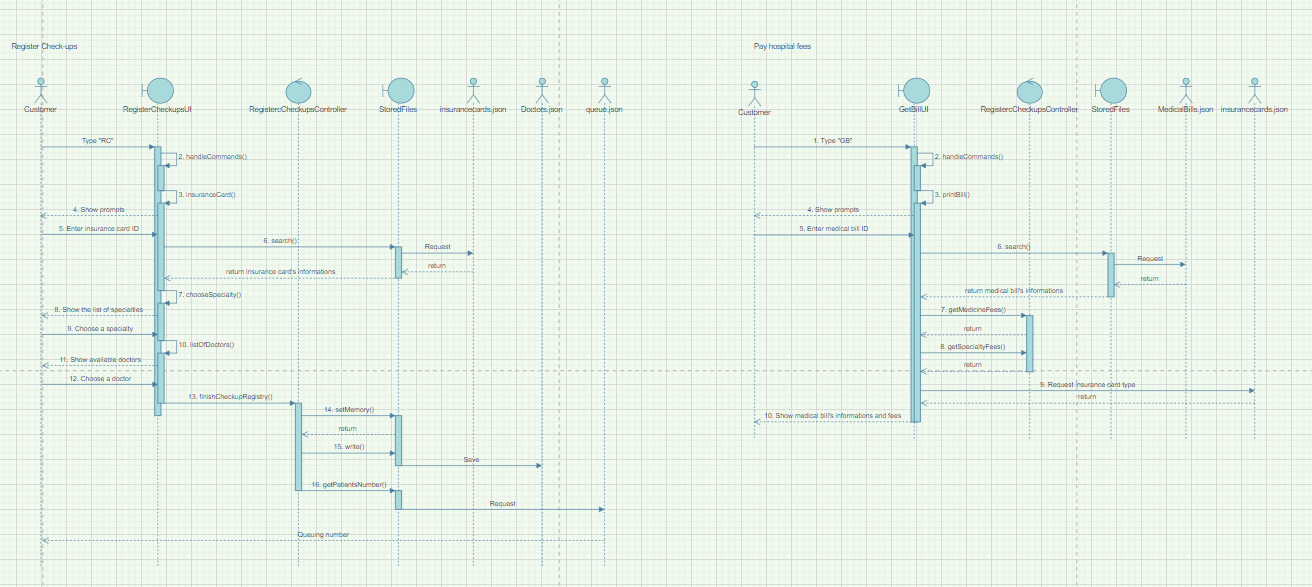 Register Check-ups
Customer
RegisterCheckupsUI
RegistercCheckupsController
StoredFiles
insurancecards.json
Doctors.json
queue.json
Type "RC"
2. handleCommands()
3. insuranceCard()
4. Show prompts
5. Enter insurance card ID
6. search()
Request
return
return insurance card's informations
7. chooseSpecialty()
8. Show the list of specialties
9. Choose a specialty
10. listOfDoctors()
11. Show available doctors
12. Choose a doctor
13. finishCheckupRegistry()
14. setMemory()
return
15. write()
Save
16. getPatientsNumber()
Request
Queuing number
Pay hospital fees
Customer
GetBillUI
RegistercCheckupsController
StoredFiles
MedicalBills.json
insurancecards.json
1. Type "GB"
2. handleCommands()
3. printBill()
4. Show prompts
5. Enter medical bill ID
6. search()
Request
return
return medical bill's informations
7. getMedicineFees()
return
8. getSpecialtyFees()
return
9. Request insurance card type
return
10. Show medical bill's informations and fees